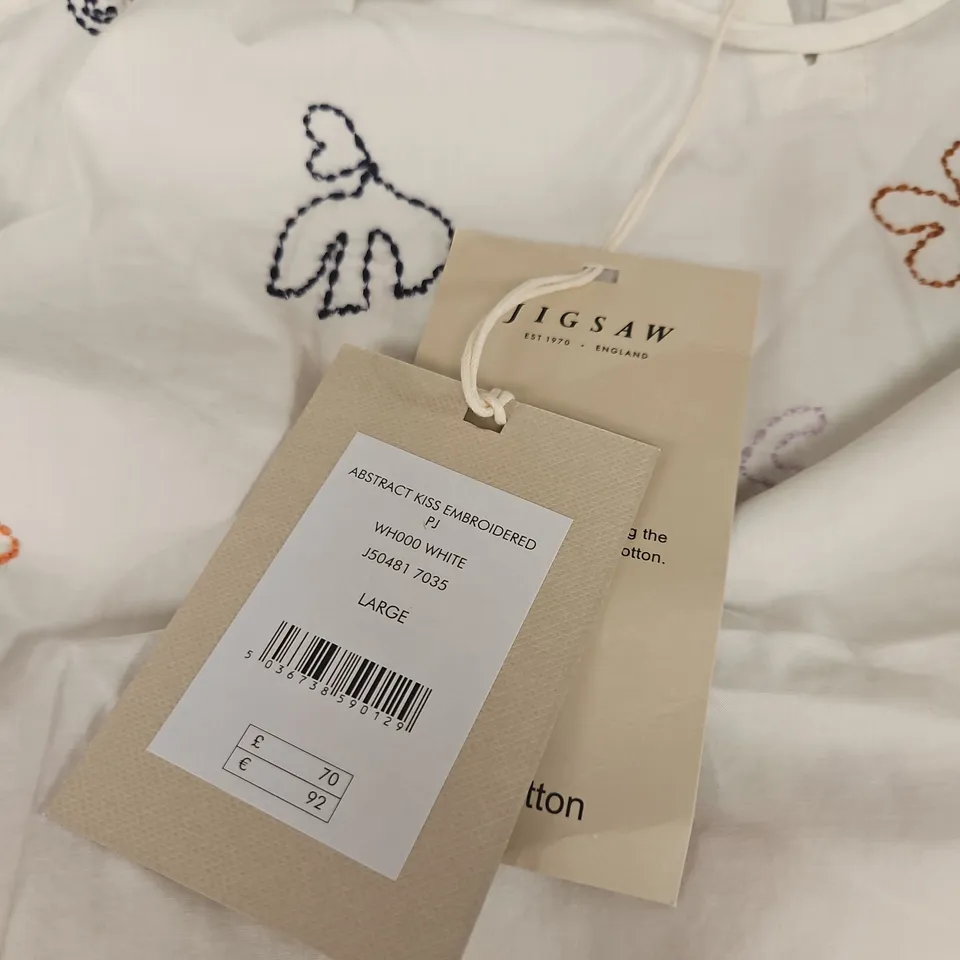 JIGSAW
EST 1970 • ENGLAND
g the
otton.
tton
ABSTRACT KISS EMBROIDERED
PJ
WH000 WHITE
J50481 7035
LARGE
5 036738 590129
£ 70
€ 92